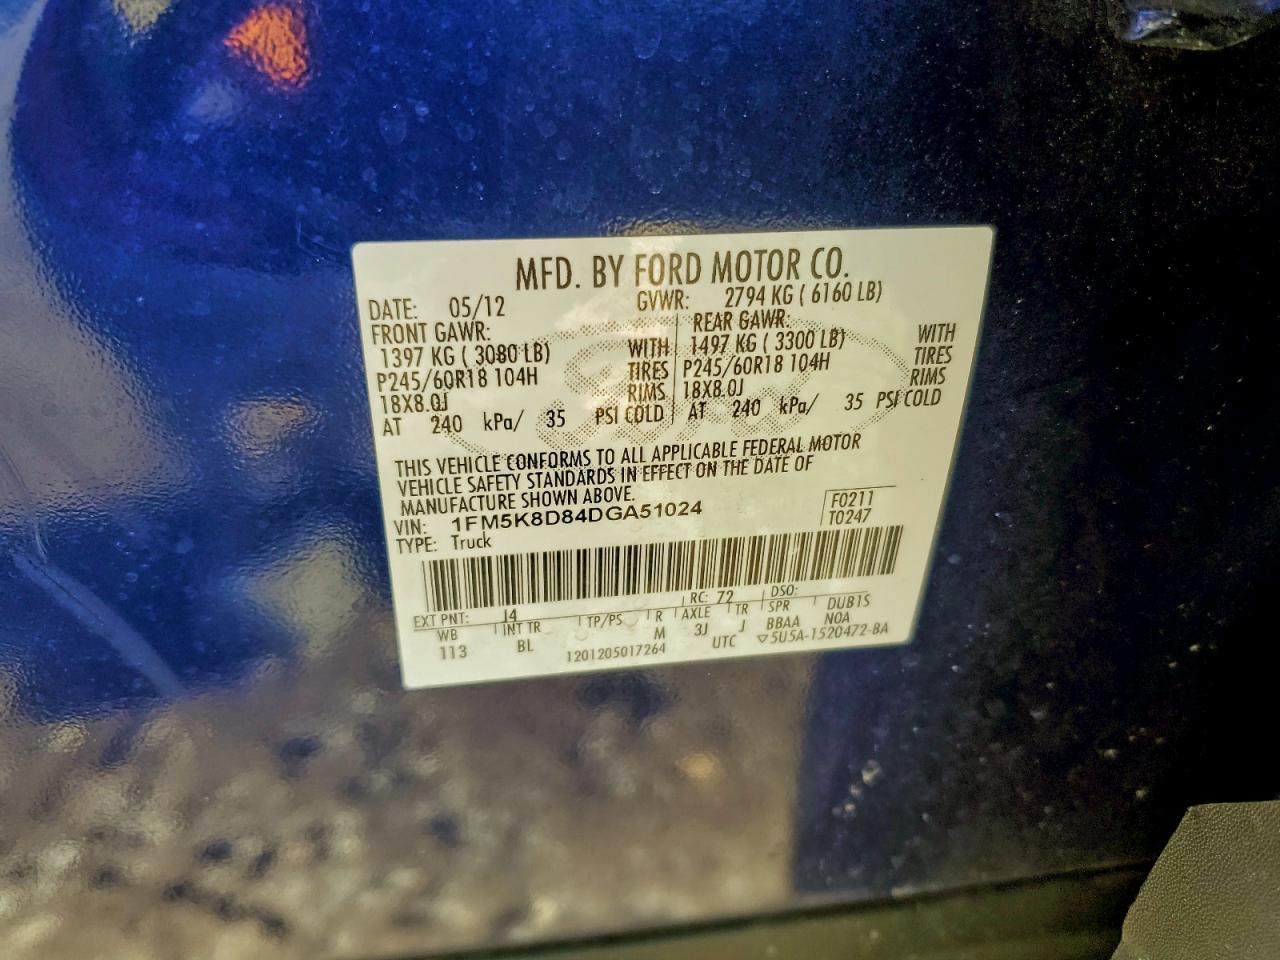 MFD. BY FORD MOTOR CO.
DATE: 05/12 GVWR: 2794 KG ( 6160 LB)
FRONT GAWR: REAR GAWR:
1397 KG ( 3080 LB) WITH 1497 KG ( 3300 LB) WITH
P245/60R18 104H TIRES P245/60R18 104H TIRES
18X8.0J RIMS 18X8.0J RIMS
AT 240 kPa/ 35 PSI COLD AT 240 kPa/ 35 PSI COLD
THIS VEHICLE CONFORMS TO ALL APPLICABLE FEDERAL MOTOR
VEHICLE SAFETY STANDARDS IN EFFECT ON THE DATE OF
MANUFACTURE SHOWN ABOVE.
VIN: 1FM5K8D84DGA51024 F0211
TYPE: Truck T0247
EXT PNT: J4 RC: 72 DSO:
WB INT TR TP/PS R AXLE TR SPR DUB1S
113 BL M 3J J BBAA NOA
1201205017264 UTC ▽5U5A-1520472-BA